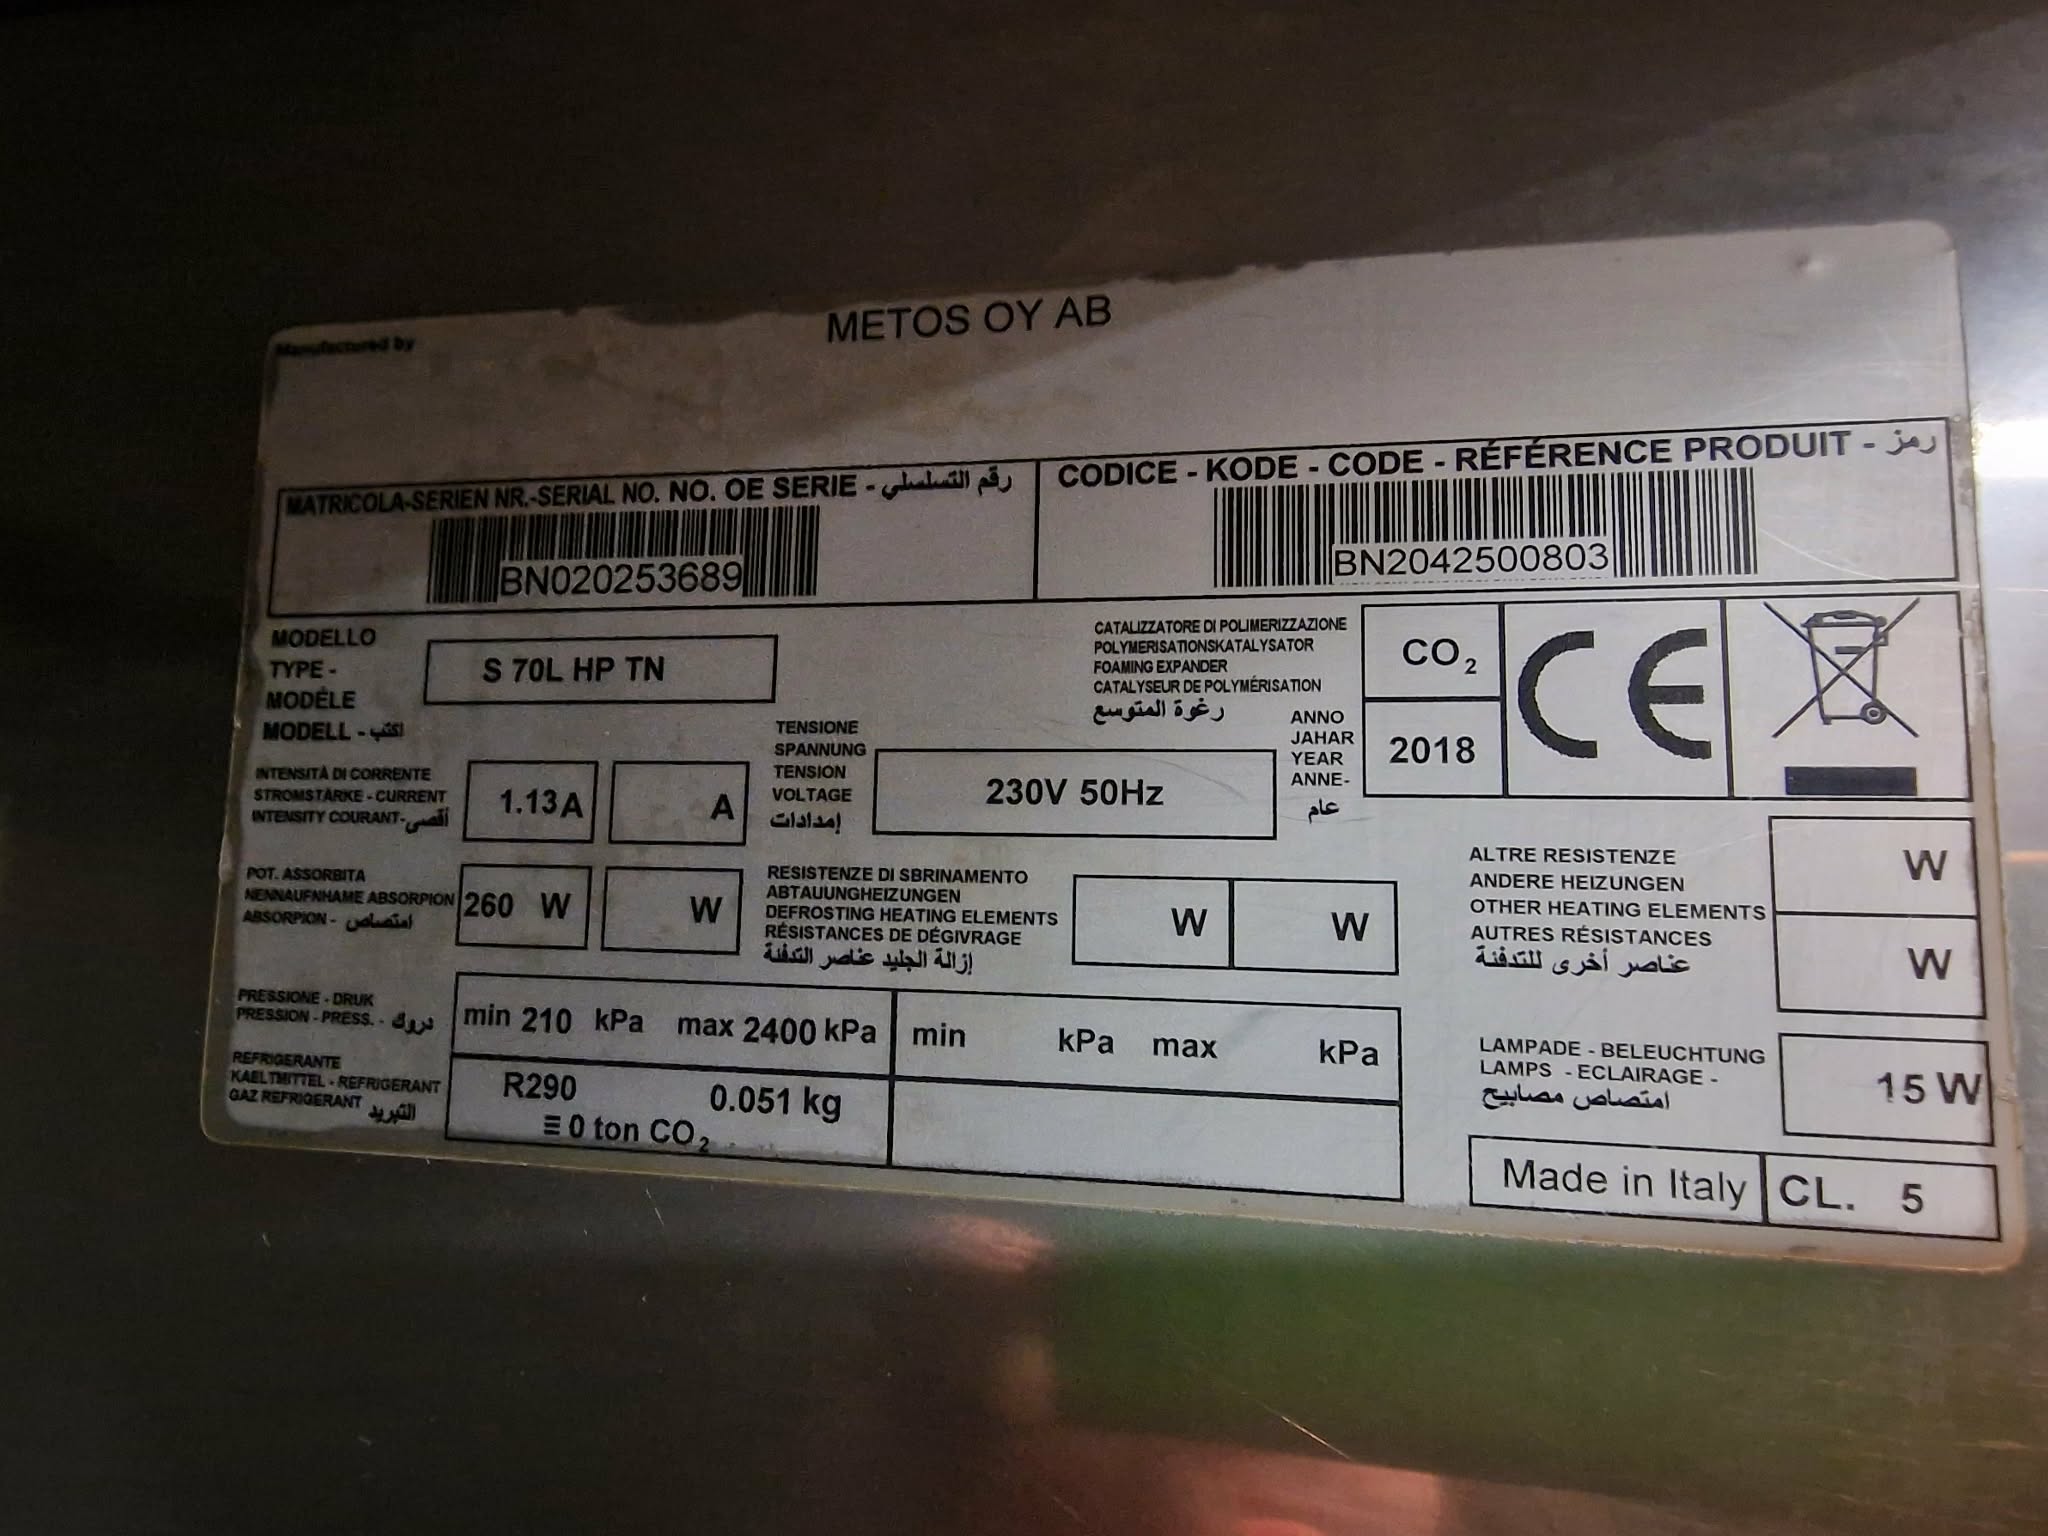 Manufactured by
METOS OY AB
MATRICOLA-SERIEN NR.-SERIAL NO. NO. OE SERIE - رقم التسلسلي
BN020253689
CODICE - KODE - CODE - RÉFÉRENCE PRODUIT - رمز
BN2042500803
MODELLO
TYPE -
MODÈLE
MODELL - اكتب
S 70L HP TN
CATALIZZATORE DI POLIMERIZZAZIONE
POLYMERISATIONSKATALYSATOR
FOAMING EXPANDER
CATALYSEUR DE POLYMÉRISATION
رغوة المتوسع
CO2
CE
ANNO
JAHAR
YEAR
ANNE-
عام
2018
INTENSITÀ DI CORRENTE
STROMSTÄRKE - CURRENT
INTENSITY COURANT- أقصى
1.13 A
A
TENSIONE
SPANNUNG
TENSION
VOLTAGE
إمدادات
230V 50Hz
POT. ASSORBITA
NENNAUFNHAME ABSORPION
ABSORPION - امتصاص
260 W
W
RESISTENZE DI SBRINAMENTO
ABTAUUNGHEIZUNGEN
DEFROSTING HEATING ELEMENTS
RÉSISTANCES DE DÉGIVRAGE
إزالة الجليد عناصر التدفئة
W
W
ALTRE RESISTENZE
ANDERE HEIZUNGEN
OTHER HEATING ELEMENTS
AUTRES RÉSISTANCES
عناصر أخرى للتدفئة
W
W
PRESSIONE - DRUK
PRESSION - PRESS. - دروك
min 210 kPa max 2400 kPa
min kPa max kPa
REFRIGERANTE
KAELTMITTEL - REFRIGERANT
GAZ REFRIGERANT التبريد
R290 0.051 kg
≡ 0 ton CO2
LAMPADE - BELEUCHTUNG
LAMPS - ECLAIRAGE -
امتصاص مصابيح
15 W
Made in Italy
CL. 5